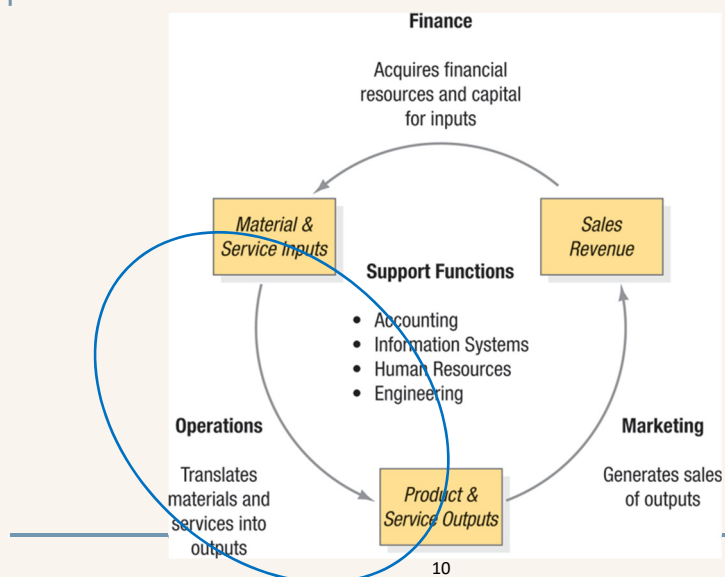 Finance
Acquires financial
resources and capital
for inputs
Material &
Service Inputs
Sales
Revenue
Support Functions
• Accounting
• Information Systems
• Human Resources
• Engineering
Operations
Translates
materials and
services into
outputs
Marketing
Generates sales
of outputs
Product &
Service Outputs
10